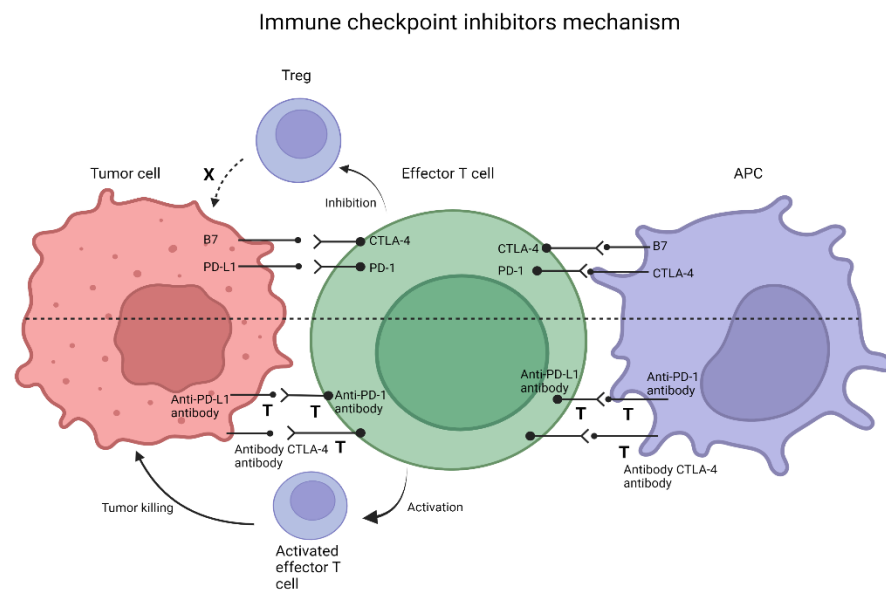 Immune checkpoint inhibitors mechanism
Treg
Tumor cell
X
Effector T cell
APC
Inhibition
B7
CTLA-4
CTLA-4
B7
PD-L1
PD-1
PD-1
CTLA-4
Anti-PD-L1
antibody
T
T
Anti-PD-1
antibody
Anti-PD-L1
antibody
T
T
Anti-PD-1
antibody
Antibody CTLA-4
antibody
T
T
Antibody CTLA-4
antibody
Tumor killing
Activation
Activated
effector T
cell